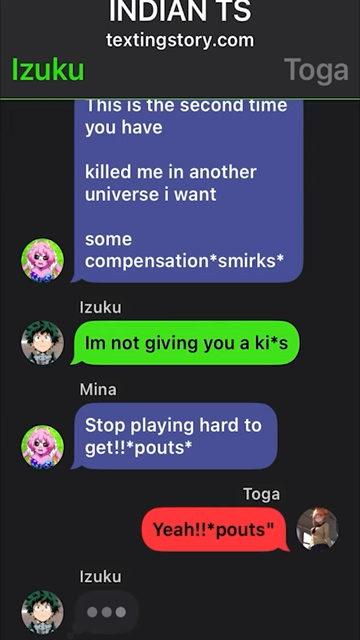 INDIAN TS
textingstory.com
Izuku
Toga
This is the second time
you have
killed me in another
universe i want
some
compensation*smirks*
Izuku
Im not giving you a ki*s
Mina
Stop playing hard to
get!!*pouts*
Toga
Yeah!!*pouts"
Izuku